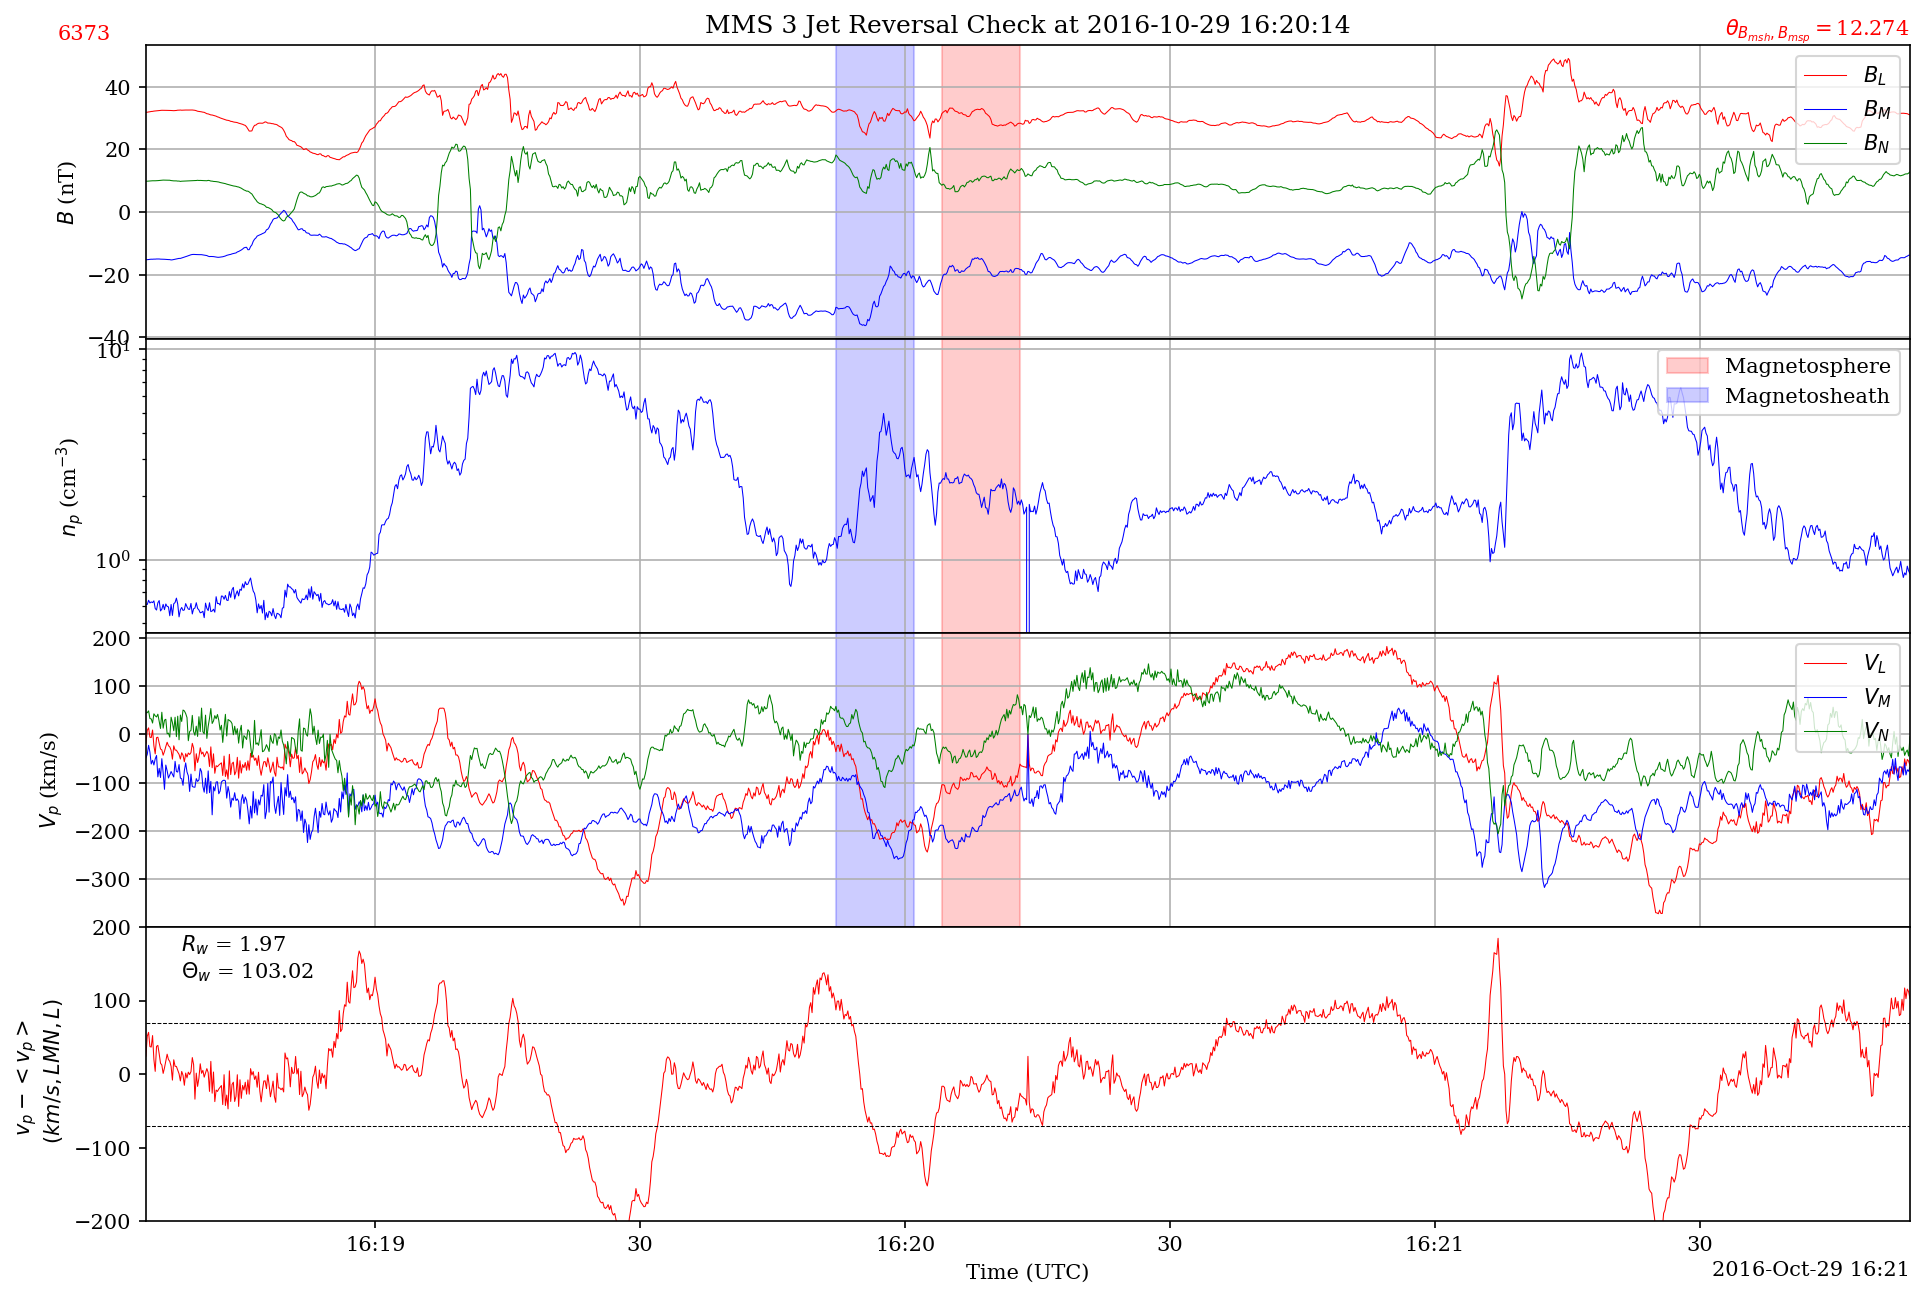 MMS 3 Jet Reversal Check at 2016-10-29 16:20:14
6373
θ_{B_{msh}, B_{msp}} = 12.274
40
20
0
−20
−40
B (nT)
B_L
B_M
B_N
10^1
10^0
n_p (cm^{−3})
Magnetosphere
Magnetosheath
200
100
0
−100
−200
−300
V_p (km/s)
V_L
V_M
V_N
200
100
0
−100
−200
v_p − < v_p >
(km/s, LMN, L)
R_w = 1.97
Θ_w = 103.02
16:19
30
16:20
30
16:21
30
Time (UTC)
2016-Oct-29 16:21